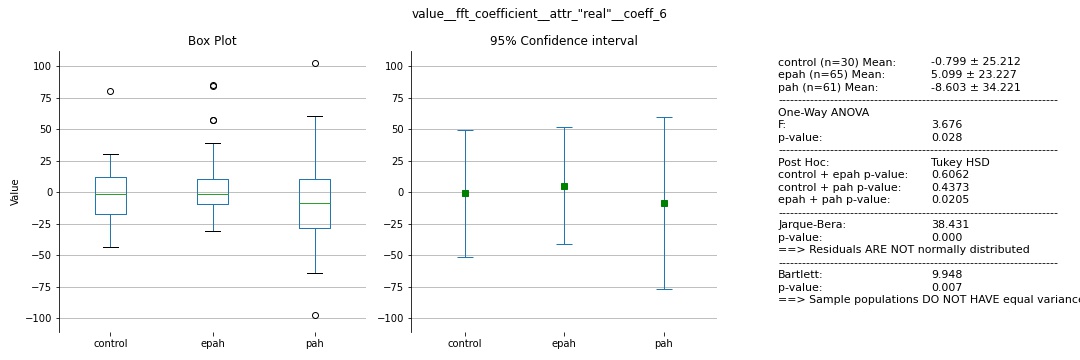 value__fft_coefficient__attr_"real"__coeff_6
Box Plot
100
75
50
25
0
−25
−50
−75
−100
Value
control epah pah
95% Confidence interval
100
75
50
25
0
−25
−50
−75
−100
control epah pah
control (n=30) Mean: -0.799 ± 25.212
epah (n=65) Mean: 5.099 ± 23.227
pah (n=61) Mean: -8.603 ± 34.221
One-Way ANOVA
F: 3.676
p-value: 0.028
Post Hoc: Tukey HSD
control + epah p-value: 0.6062
control + pah p-value: 0.4373
epah + pah p-value: 0.0205
Jarque-Bera: 38.431
p-value: 0.000
==> Residuals ARE NOT normally distributed
Bartlett: 9.948
p-value: 0.007
==> Sample populations DO NOT HAVE equal variance